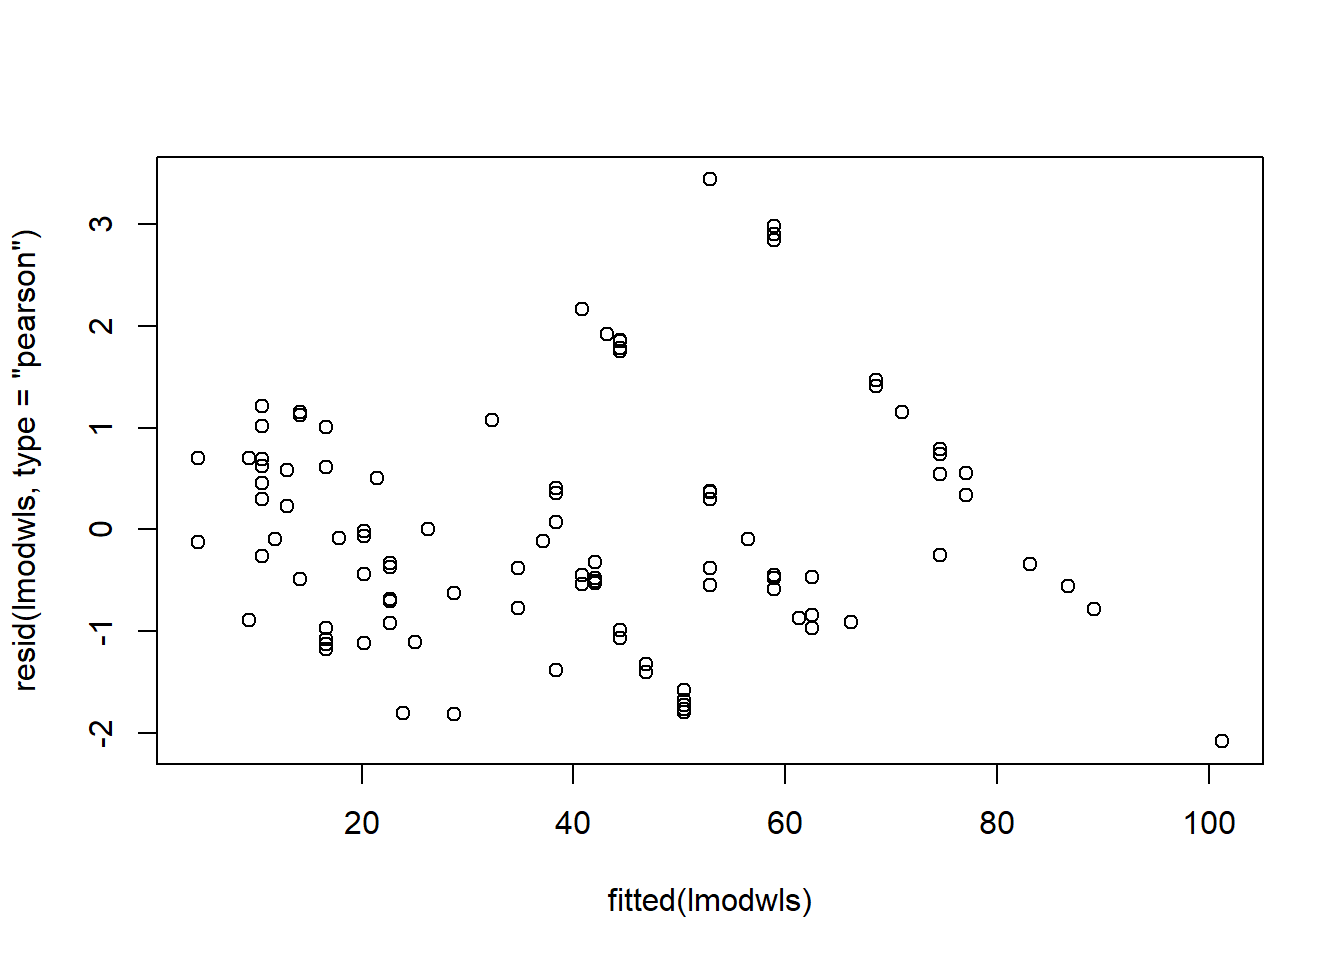 resid(lmodwls, type = "pearson")
3
2
1
0
-1
-2
20 40 60 80 100
fitted(lmodwls)